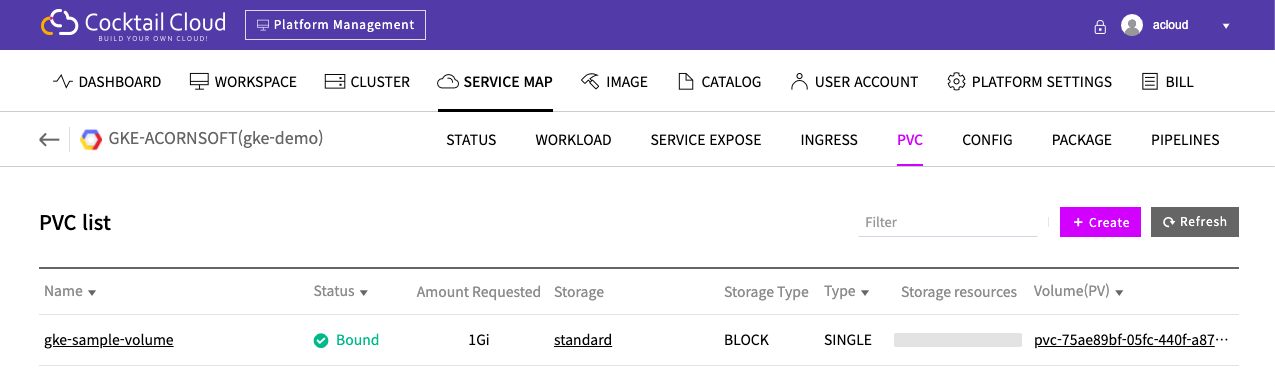 Cocktail Cloud
BUILD YOUR OWN CLOUD!
Platform Management
acloud
DASHBOARD WORKSPACE CLUSTER SERVICE MAP IMAGE CATALOG USER ACCOUNT PLATFORM SETTINGS BILL
GKE-ACORNSOFT(gke-demo)
STATUS WORKLOAD SERVICE EXPOSE INGRESS PVC CONFIG PACKAGE PIPELINES
PVC list
Filter
+ Create
Refresh
Name Status Amount Requested Storage Storage Type Type Storage resources Volume(PV)
gke-sample-volume Bound 1Gi standard BLOCK SINGLE pvc-75ae89bf-05fc-440f-a87···